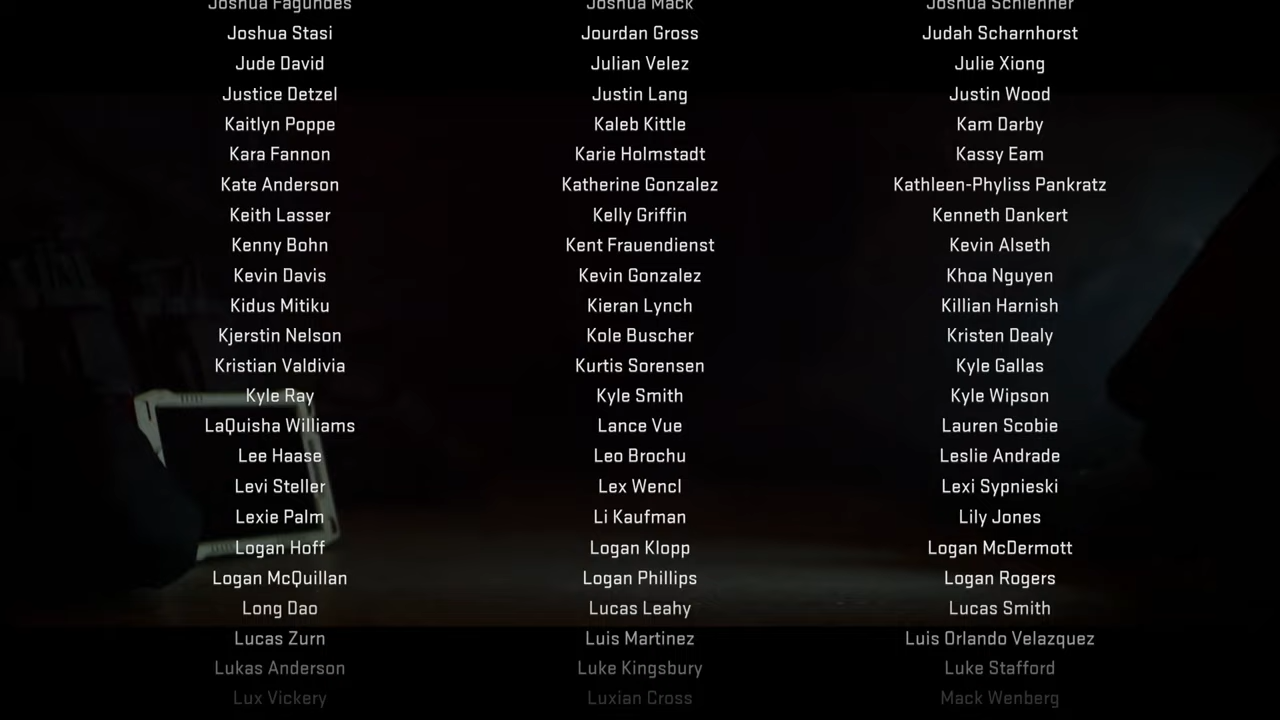 Joshua Fagundes Joshua Mack Joshua Schlenner
Joshua Stasi Jourdan Gross Judah Scharnhorst
Jude David Julian Velez Julie Xiong
Justice Detzel Justin Lang Justin Wood
Kaitlyn Poppe Kaleb Kittle Kam Darby
Kara Fannon Karie Holmstadt Kassy Eam
Kate Anderson Katherine Gonzalez Kathleen-Phyliss Pankratz
Keith Lasser Kelly Griffin Kenneth Dankert
Kenny Bohn Kent Frauendienst Kevin Alseth
Kevin Davis Kevin Gonzalez Khoa Nguyen
Kidus Mitiku Kieran Lynch Killian Harnish
Kjerstin Nelson Kole Buscher Kristen Dealy
Kristian Valdivia Kurtis Sorensen Kyle Gallas
Kyle Ray Kyle Smith Kyle Wipson
LaQuisha Williams Lance Vue Lauren Scobie
Lee Haase Leo Brochu Leslie Andrade
Levi Steller Lex Wencl Lexi Sypnieski
Lexie Palm Li Kaufman Lily Jones
Logan Hoff Logan Klopp Logan McDermott
Logan McQuillan Logan Phillips Logan Rogers
Long Dao Lucas Leahy Lucas Smith
Lucas Zurn Luis Martinez Luis Orlando Velazquez
Lukas Anderson Luke Kingsbury Luke Stafford
Lux Vickery Luxian Cross Mack Wenberg